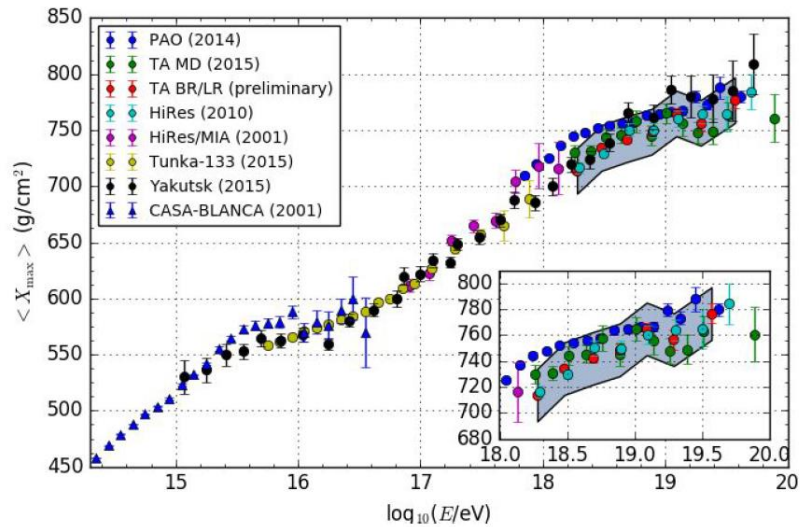 850
800
750
700
650
600
550
500
450
< X_max > (g/cm²)
PAO (2014)
TA MD (2015)
TA BR/LR (preliminary)
HiRes (2010)
HiRes/MIA (2001)
Tunka-133 (2015)
Yakutsk (2015)
CASA-BLANCA (2001)
800
780
760
740
720
700
680
18.0 18.5 19.0 19.5 20.0
15 16 17 18 19 20
log₁₀(E/eV)